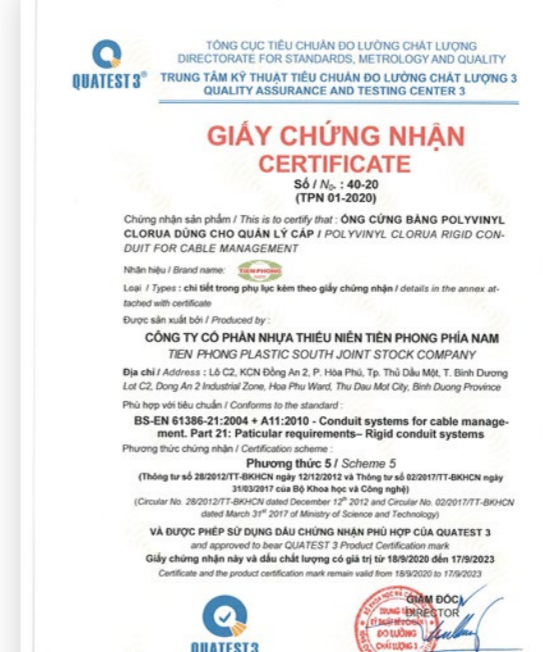 TỔNG CỤC TIÊU CHUẨN ĐO LƯỜNG CHẤT LƯỢNG
DIRECTORATE FOR STANDARDS, METROLOGY AND QUALITY
QUATEST 3®
TRUNG TÂM KỸ THUẬT TIÊU CHUẨN ĐO LƯỜNG CHẤT LƯỢNG 3
QUALITY ASSURANCE AND TESTING CENTER 3
GIẤY CHỨNG NHẬN
CERTIFICATE
Số / No. : 40-20
(TPN 01-2020)
Chứng nhận sản phẩm / This is to certify that : ỐNG CỨNG BẰNG POLYVINYL
CLORUA DÙNG CHO QUẢN LÝ CÁP / POLYVINYL CLORUA RIGID CON-
DUIT FOR CABLE MANAGEMENT
Nhãn hiệu / Brand name: TIEN PHONG
Loại / Types : chi tiết trong phụ lục kèm theo giấy chứng nhận / details in the annex at-
tached with certificate
Được sản xuất bởi / Produced by :
CÔNG TY CỔ PHẦN NHỰA THIẾU NIÊN TIỀN PHONG PHÍA NAM
TIEN PHONG PLASTIC SOUTH JOINT STOCK COMPANY
Địa chỉ / Address : Lô C2, KCN Đồng An 2, P. Hòa Phú, Tp. Thủ Dầu Một, T. Bình Dương
Lot C2, Dong An 2 Industrial Zone, Hoa Phu Ward, Thu Dau Mot City, Binh Duong Province
Phù hợp với tiêu chuẩn / Conforms to the standard :
BS-EN 61386-21:2004 + A11:2010 - Conduit systems for cable manage-
ment. Part 21: Paticular requirements– Rigid conduit systems
Phương thức chứng nhận / Certification scheme :
Phương thức 5 / Scheme 5
(Thông tư số 28/2012/TT-BKHCN ngày 12/12/2012 và Thông tư số 02/2017/TT-BKHCN ngày
31/03/2017 của Bộ Khoa học và Công nghệ)
(Circular No. 28/2012/TT-BKHCN dated December 12th 2012 and Circular No. 02/2017/TT-BKHCN
dated March 31st 2017 of Ministry of Science and Technology)
VÀ ĐƯỢC PHÉP SỬ DỤNG DẤU CHỨNG NHẬN PHÙ HỢP CỦA QUATEST 3
and approved to bear QUATEST 3 Product Certification mark
Giấy chứng nhận này và dấu chất lượng có giá trị từ 18/9/2020 đến 17/9/2023
Certificate and the product certification mark remain valid from 18/9/2020 to 17/9/2023
GIÁM ĐỐC
DIRECTOR
TRUNG TÂM
ĐO LƯỜNG
CHẤT LƯỢNG 3
QUATEST3